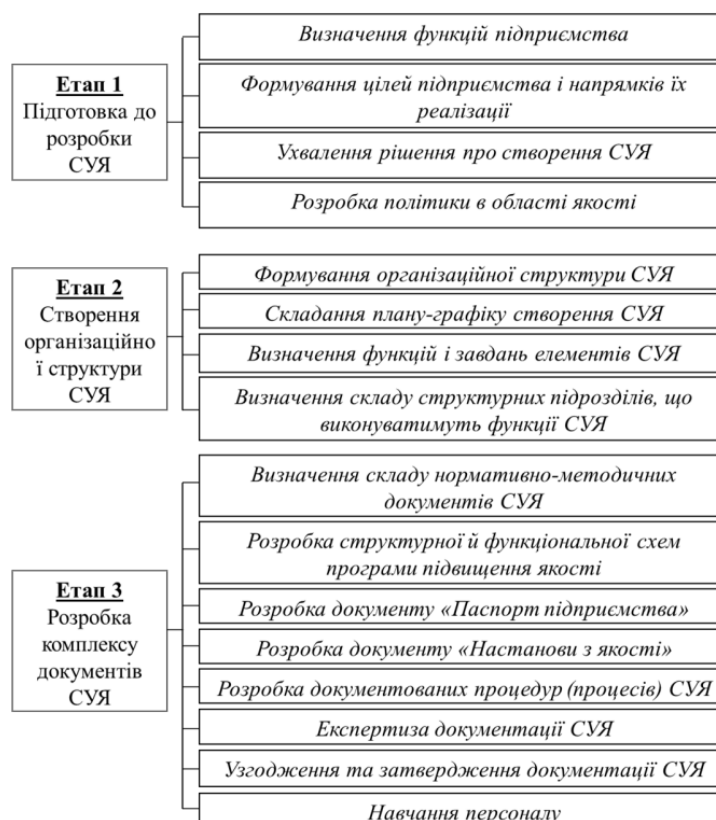 Етап 1
Підготовка до
розробки
СУЯ
Визначення функцій підприємства
Формування цілей підприємства і напрямків їх
реалізації
Ухвалення рішення про створення СУЯ
Розробка політики в області якості
Етап 2
Створення
організаційно
ї структури
СУЯ
Формування організаційної структури СУЯ
Складання плану-графіку створення СУЯ
Визначення функцій і завдань елементів СУЯ
Визначення складу структурних підрозділів, що
виконуватимуть функції СУЯ
Етап 3
Розробка
комплексу
документів
СУЯ
Визначення складу нормативно-методичних
документів СУЯ
Розробка структурної й функціональної схем
програми підвищення якості
Розробка документу «Паспорт підприємства»
Розробка документу «Настанови з якості»
Розробка документованих процедур (процесів) СУЯ
Експертиза документації СУЯ
Узгодження та затвердження документації СУЯ
Навчання персоналу